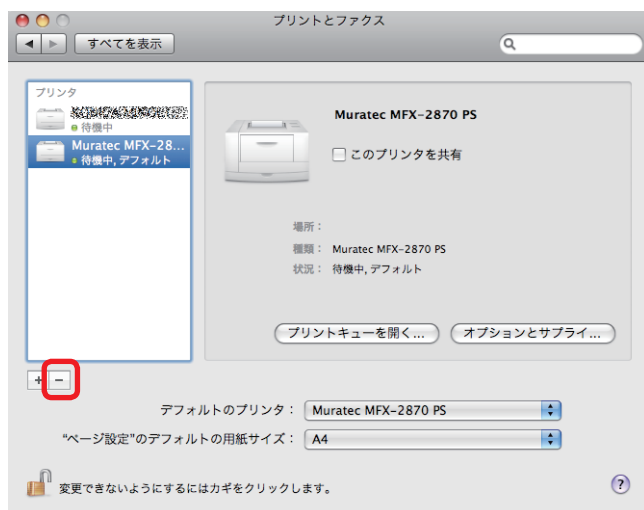 プリントとファクス
すべてを表示
プリンタ
待機中
Muratec MFX-28...
待機中, デフォルト
Muratec MFX-2870 PS
このプリンタを共有
場所：
種類： Muratec MFX-2870 PS
状況： 待機中, デフォルト
プリントキューを開く... オプションとサプライ...
+ −
デフォルトのプリンタ： Muratec MFX-2870 PS
“ページ設定”のデフォルトの用紙サイズ： A4
変更できないようにするにはカギをクリックします。 ?